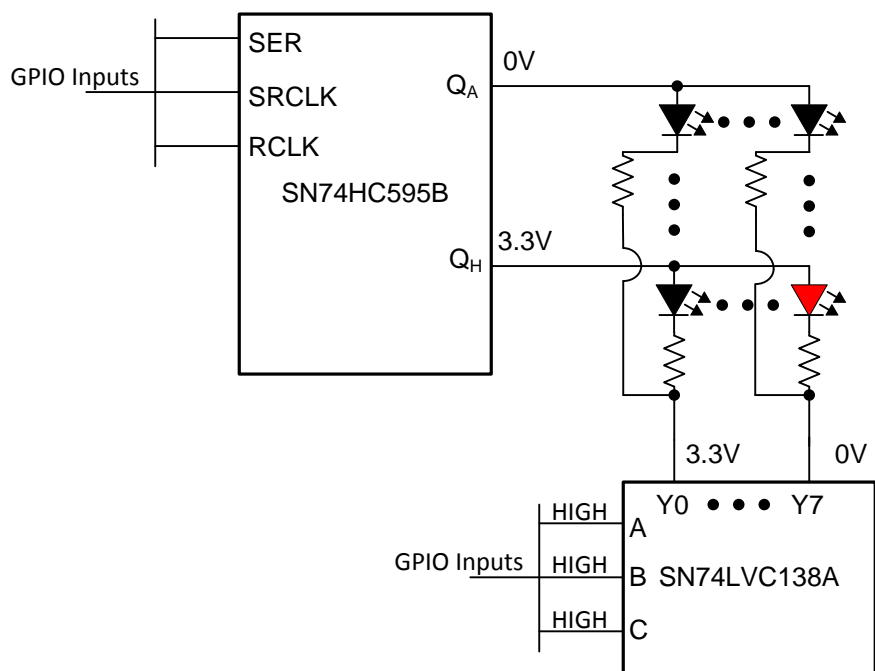 SER
0V
GPIO Inputs
SRCLK
QA
RCLK
SN74HC595B
3.3V
QH
3.3V
0V
Y0
Y7
HIGH
A
GPIO Inputs
HIGH
B
SN74LVC138A
HIGH
C